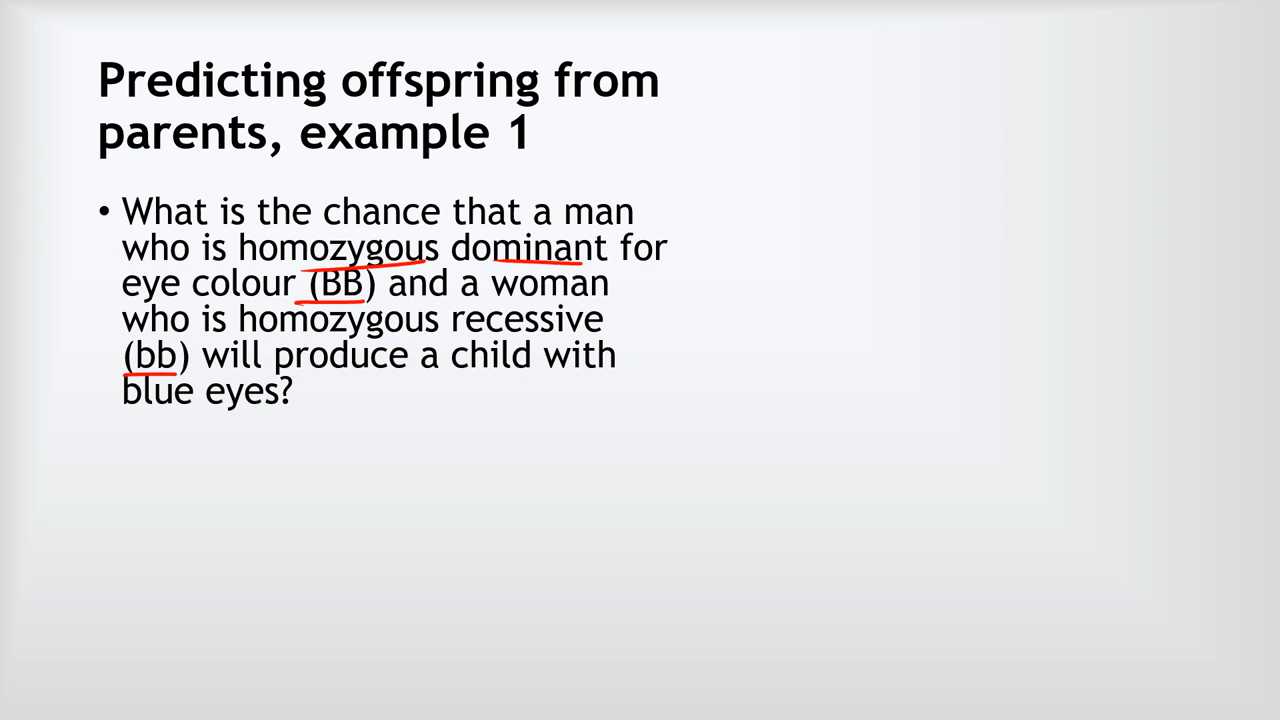 Predicting offspring from
parents, example 1
• What is the chance that a man
who is homozygous dominant for
eye colour (BB) and a woman
who is homozygous recessive
(bb) will produce a child with
blue eyes?